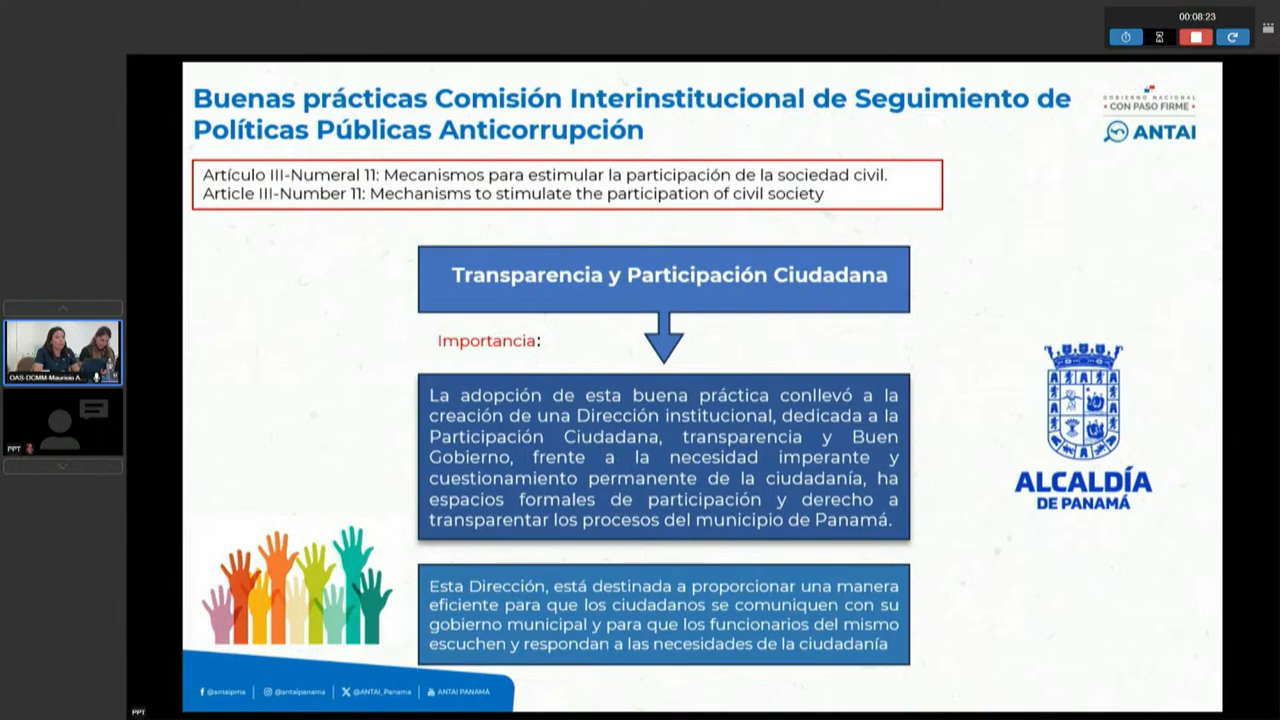 00:08:23
Buenas prácticas Comisión Interinstitucional de Seguimiento de
Políticas Públicas Anticorrupción
GOBIERNO NACIONAL
• CON PASO FIRME •
ANTAI
Artículo III-Numeral 11: Mecanismos para estimular la participación de la sociedad civil.
Article III-Number 11: Mechanisms to stimulate the participation of civil society
Transparencia y Participación Ciudadana
Importancia:
La adopción de esta buena práctica conllevó a la
creación de una Dirección institucional, dedicada a la
Participación Ciudadana, transparencia y Buen
Gobierno, frente a la necesidad imperante y
cuestionamiento permanente de la ciudadanía, ha
espacios formales de participación y derecho a
transparentar los procesos del municipio de Panamá.
ALCALDÍA
DE PANAMÁ
Esta Dirección, está destinada a proporcionar una manera
eficiente para que los ciudadanos se comuniquen con su
gobierno municipal y para que los funcionarios del mismo
escuchen y respondan a las necesidades de la ciudadanía
OAS-DCMM-Mauricio A...
PPT
@antaipma
@antaipanama
@ANTAI_Panama
ANTAI PANAMÁ
PPT